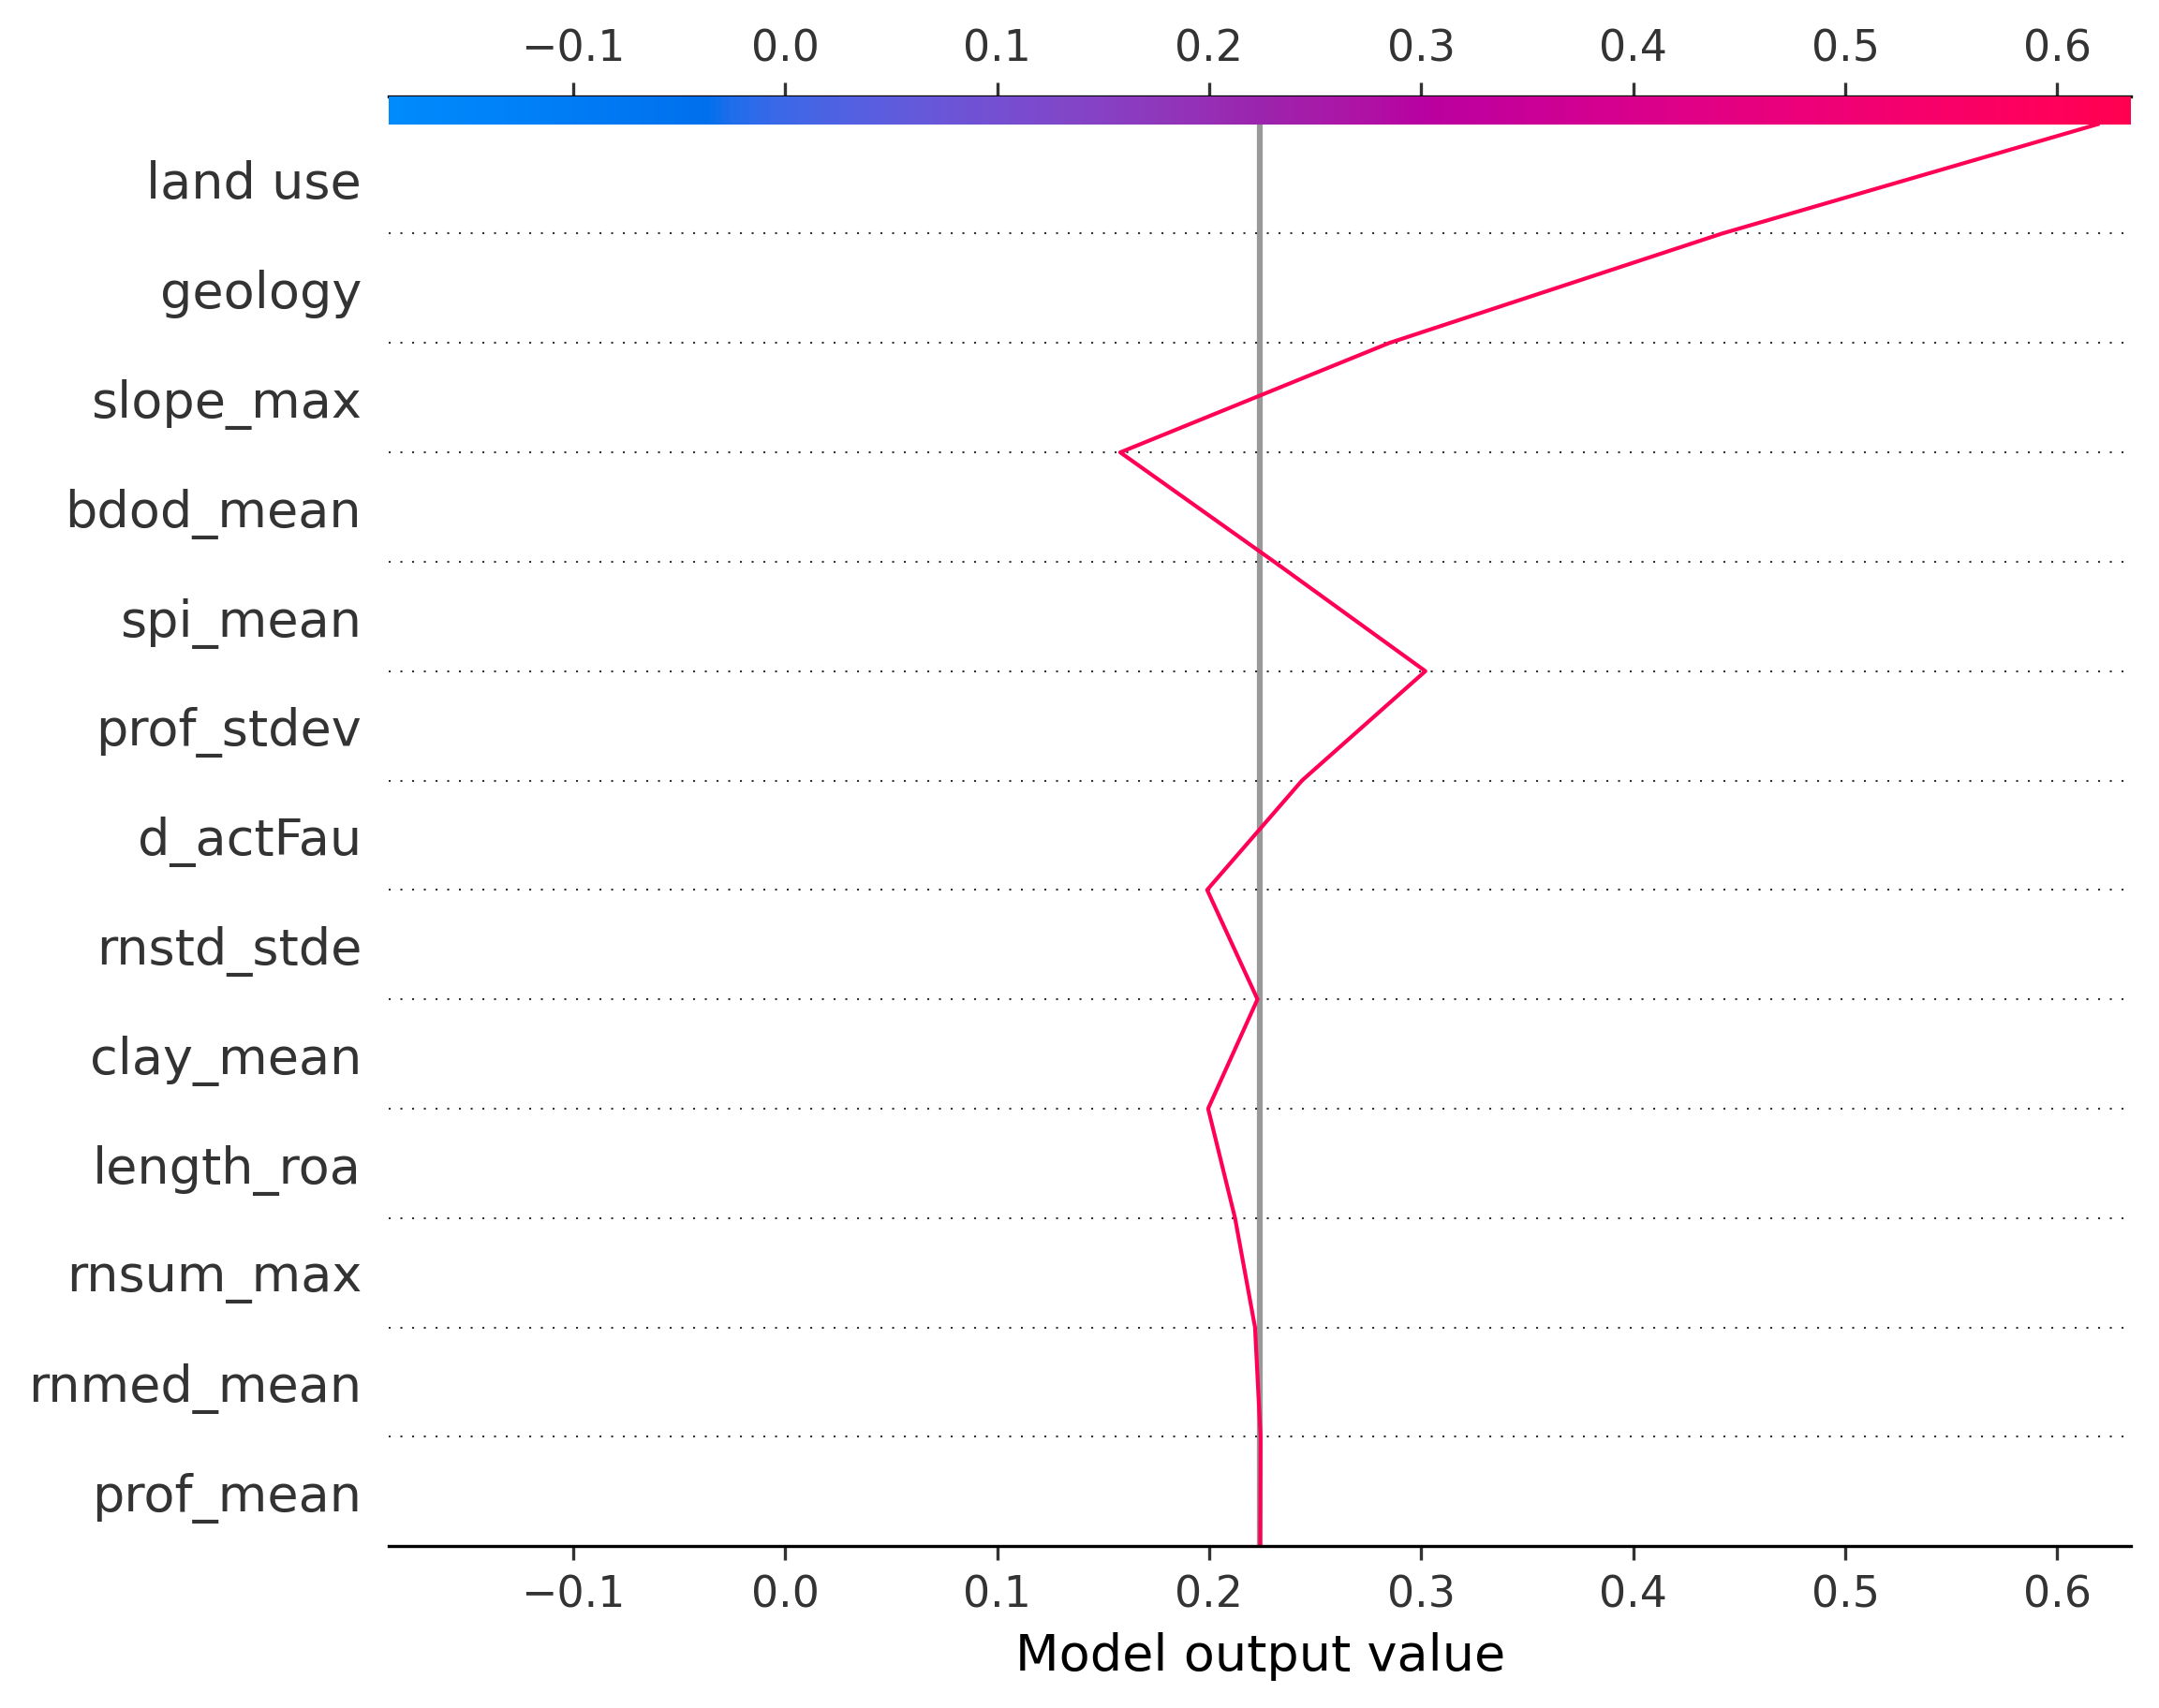 −0.1 0.0 0.1 0.2 0.3 0.4 0.5 0.6
land use
geology
slope_max
bdod_mean
spi_mean
prof_stdev
d_actFau
rnstd_stde
clay_mean
length_roa
rnsum_max
rnmed_mean
prof_mean
−0.1 0.0 0.1 0.2 0.3 0.4 0.5 0.6
Model output value